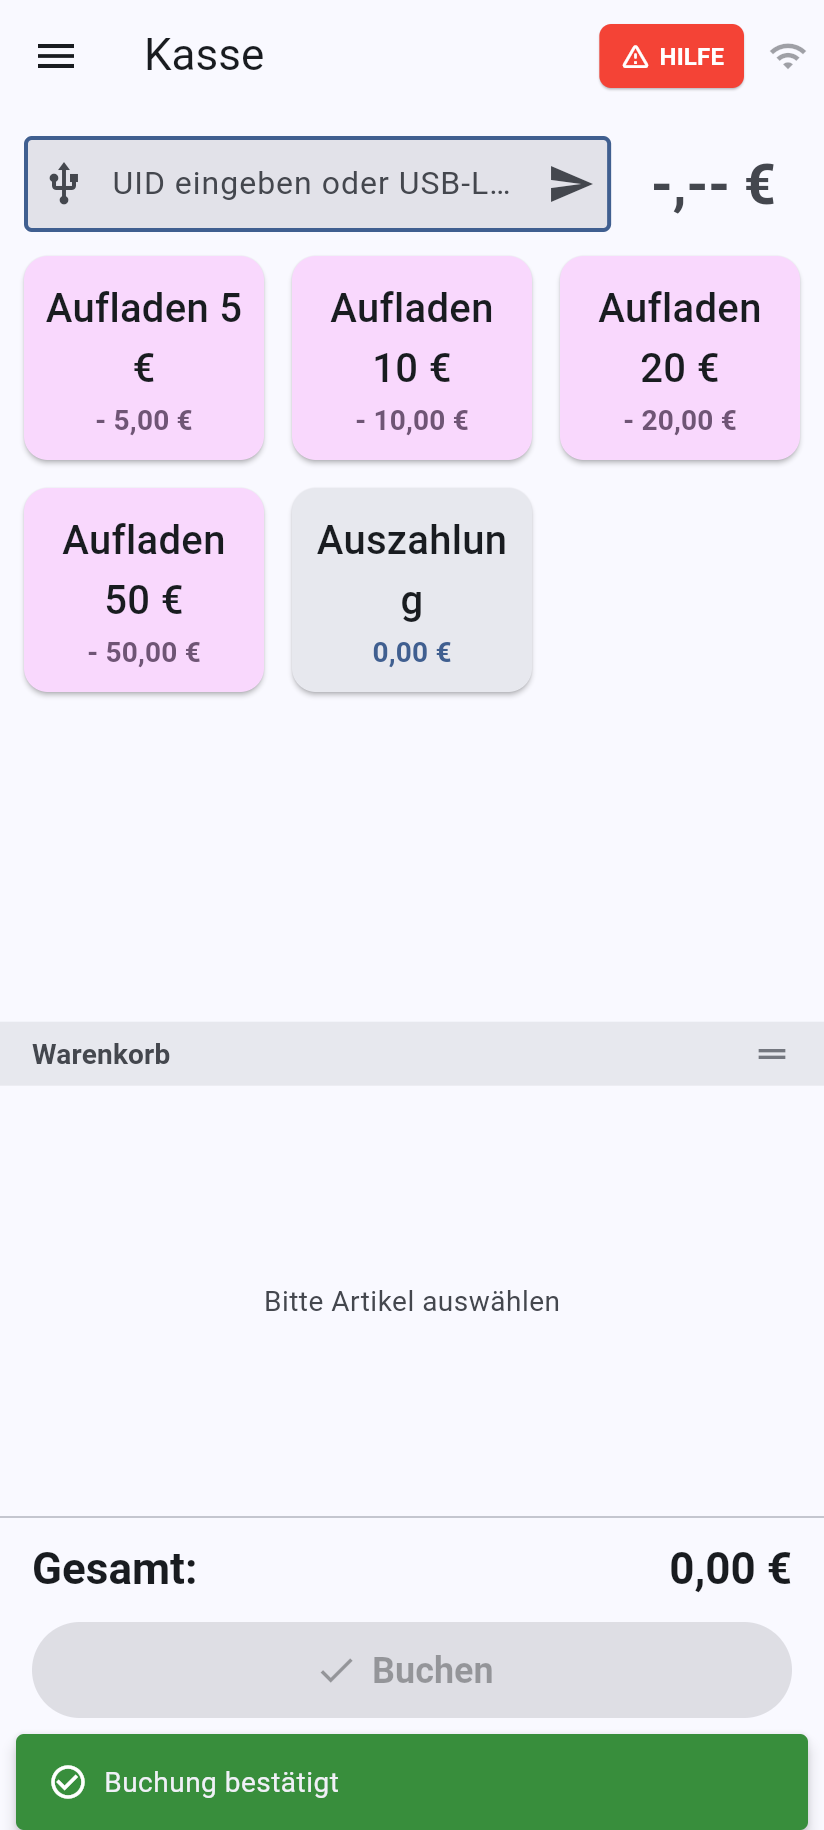 Kasse
HILFE
UID eingeben oder USB-L...
-,-- €
Aufladen 5
€
- 5,00 €
Aufladen
10 €
- 10,00 €
Aufladen
20 €
- 20,00 €
Aufladen
50 €
- 50,00 €
Auszahlun
g
0,00 €
Warenkorb
Bitte Artikel auswählen
Gesamt:
0,00 €
Buchen
Buchung bestätigt